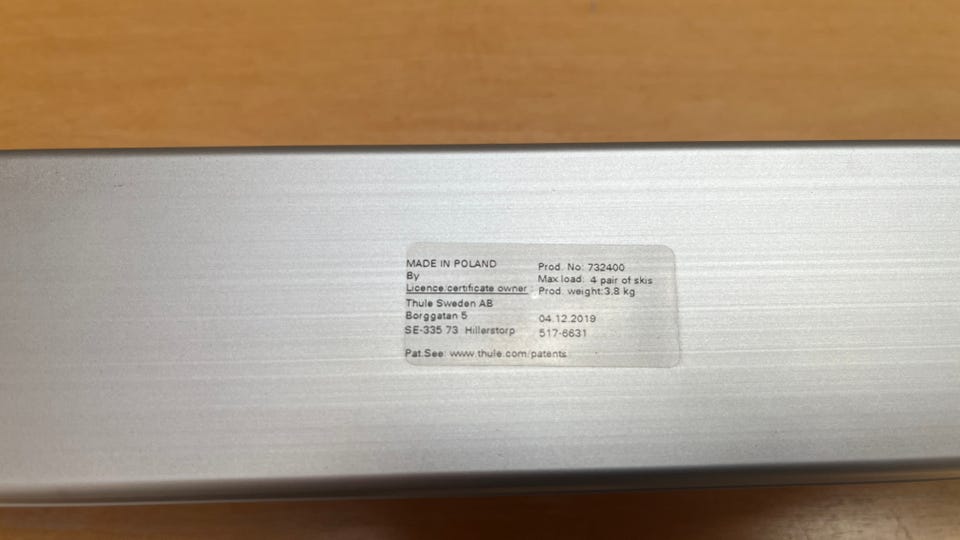 MADE IN POLAND
By
Licence/certificate owner :
Thule Sweden AB
Borggatan 5
SE-335 73 Hillerstorp
Pat.See: www.thule.com/patents
Prod. No: 732400
Max load: 4 pair of skis
Prod. weight:3.8 kg
04.12.2019
517-6631